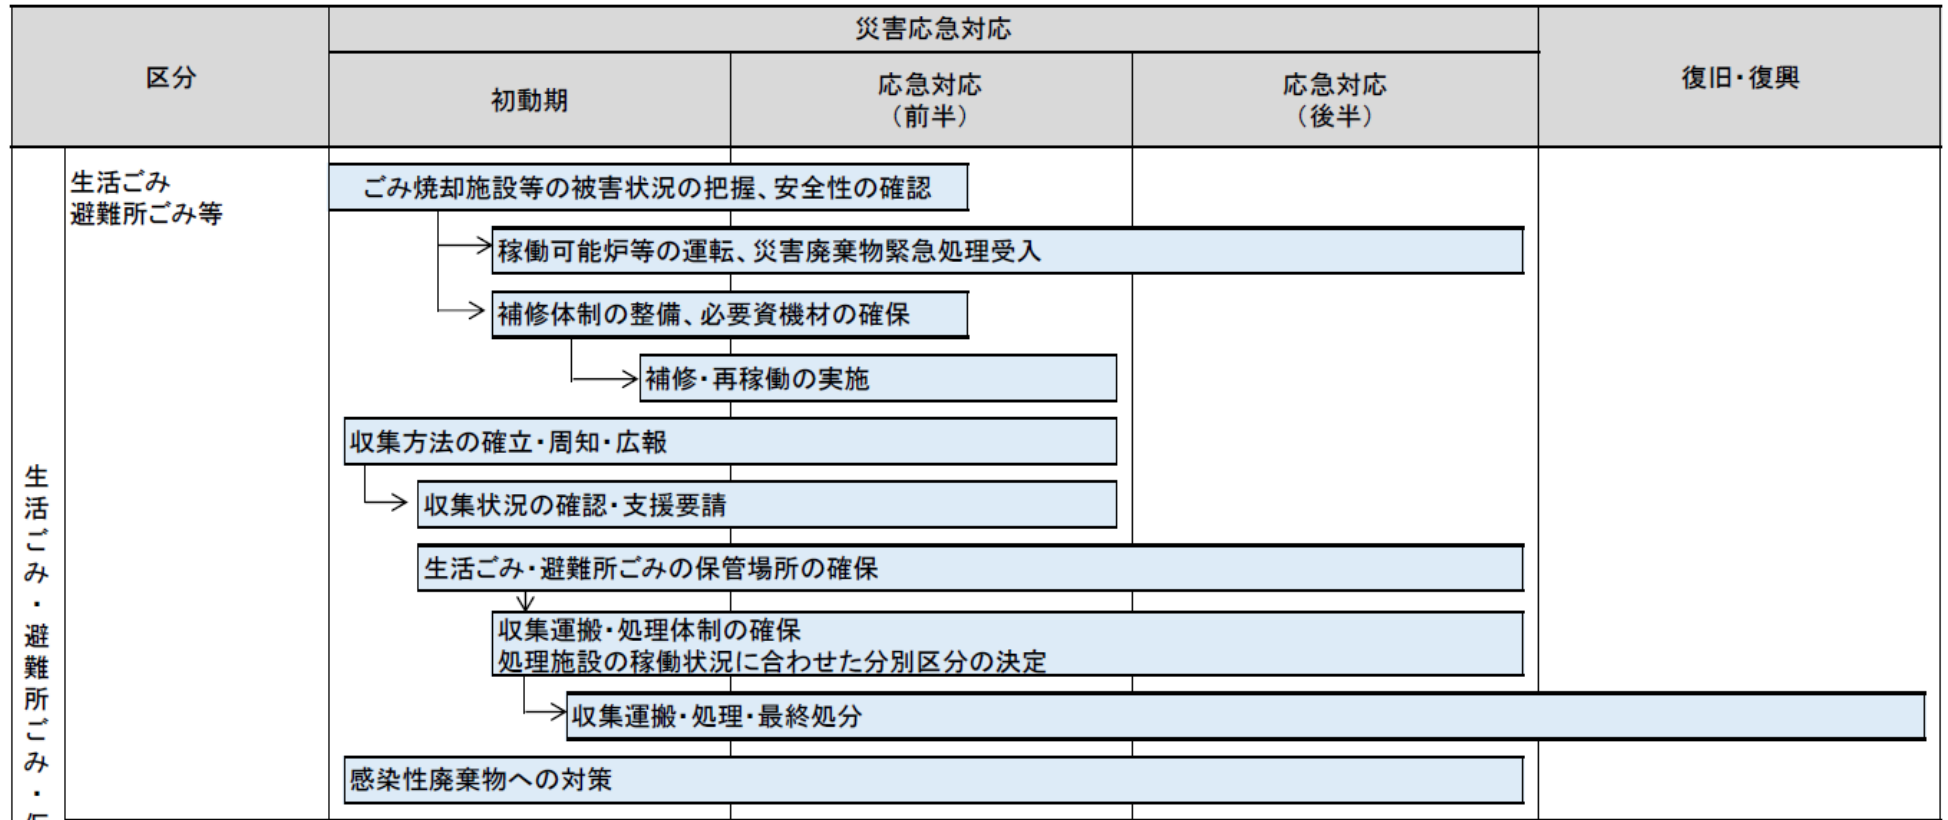 区分
災害応急対応
初動期
応急対応
（前半）
応急対応
（後半）
復旧・復興
生活ごみ・避難所ごみ・
生活ごみ
避難所ごみ等
ごみ焼却施設等の被害状況の把握、安全性の確認
稼働可能炉等の運転、災害廃棄物緊急処理受入
補修体制の整備、必要資機材の確保
補修・再稼働の実施
収集方法の確立・周知・広報
収集状況の確認・支援要請
生活ごみ・避難所ごみの保管場所の確保
収集運搬・処理体制の確保
処理施設の稼働状況に合わせた分別区分の決定
収集運搬・処理・最終処分
感染性廃棄物への対策